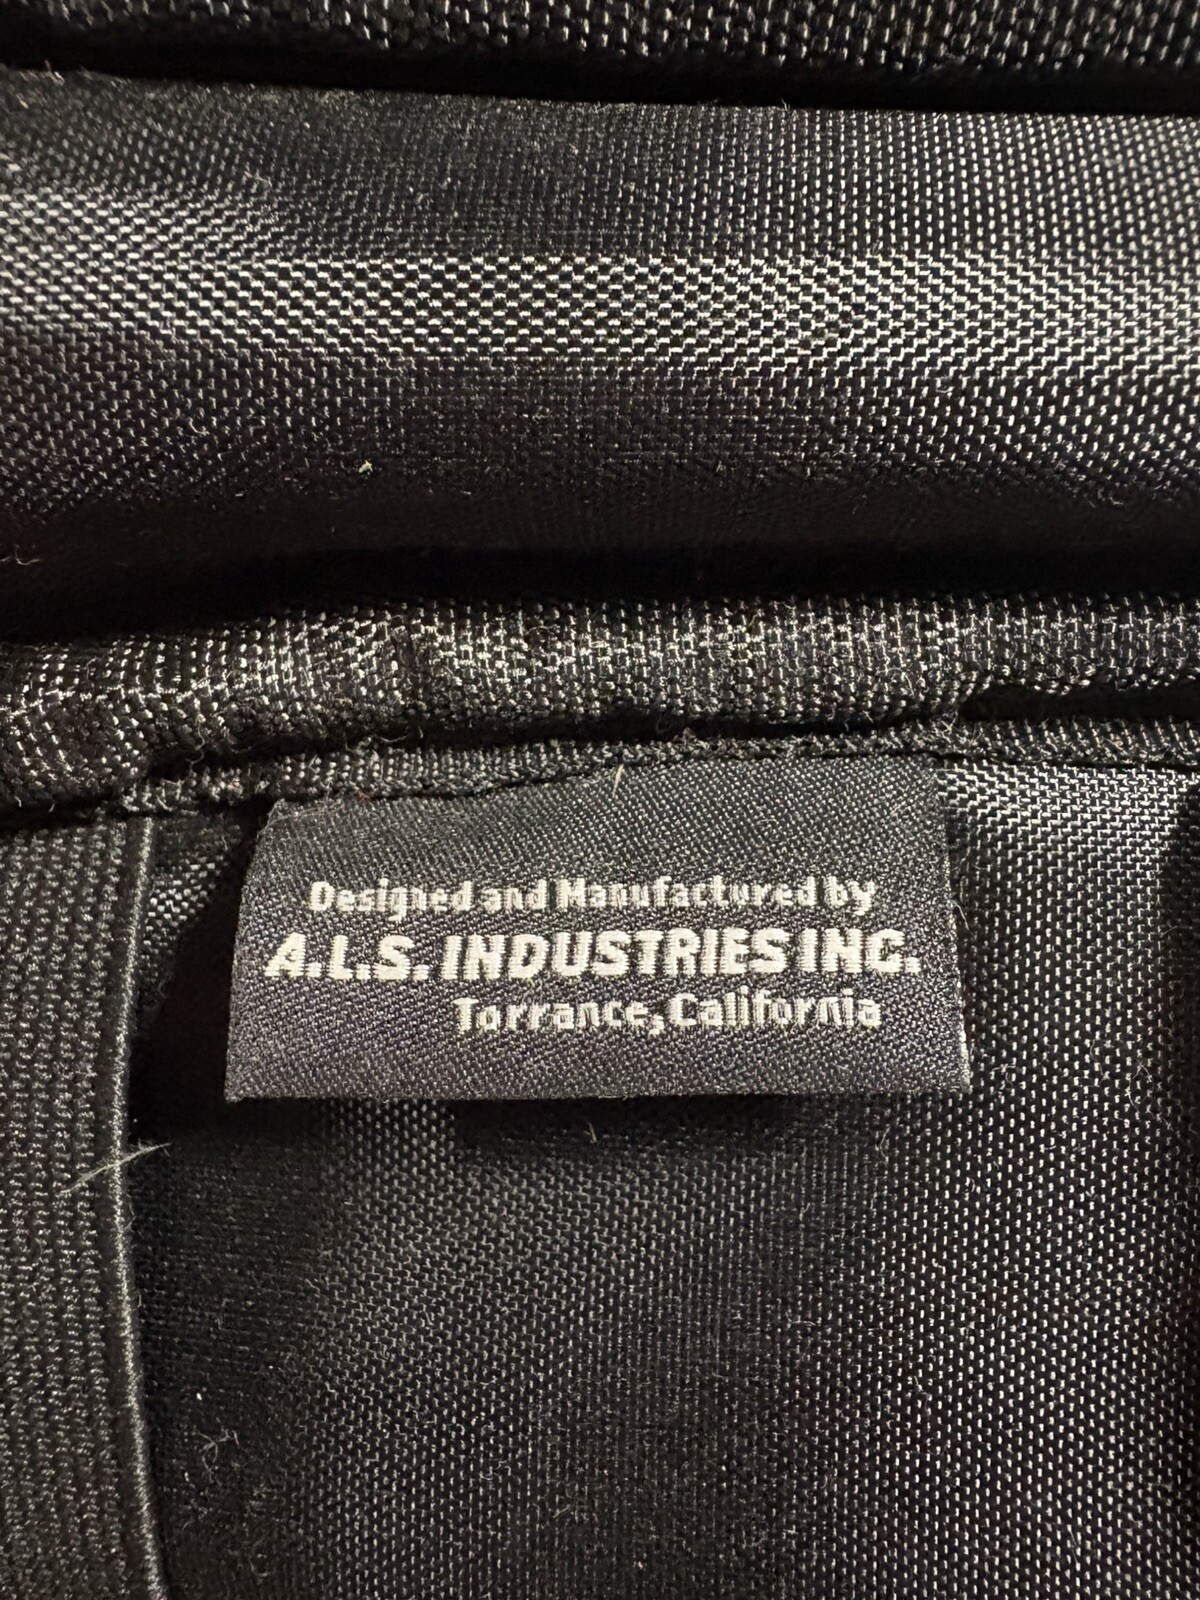 Designed and Manufactured by
A.L.S. INDUSTRIES INC.
Torrance, California